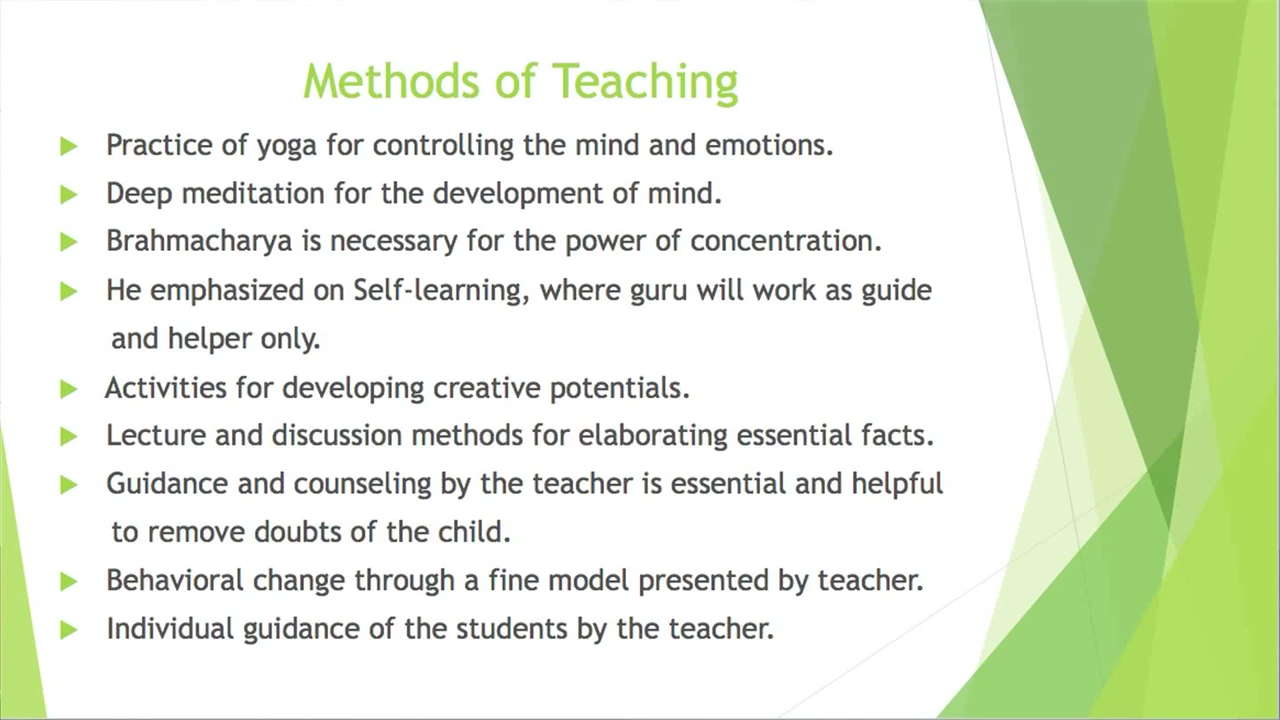 Methods of Teaching
Practice of yoga for controlling the mind and emotions.
Deep meditation for the development of mind.
Brahmacharya is necessary for the power of concentration.
He emphasized on Self-learning, where guru will work as guide
and helper only.
Activities for developing creative potentials.
Lecture and discussion methods for elaborating essential facts.
Guidance and counseling by the teacher is essential and helpful
to remove doubts of the child.
Behavioral change through a fine model presented by teacher.
Individual guidance of the students by the teacher.